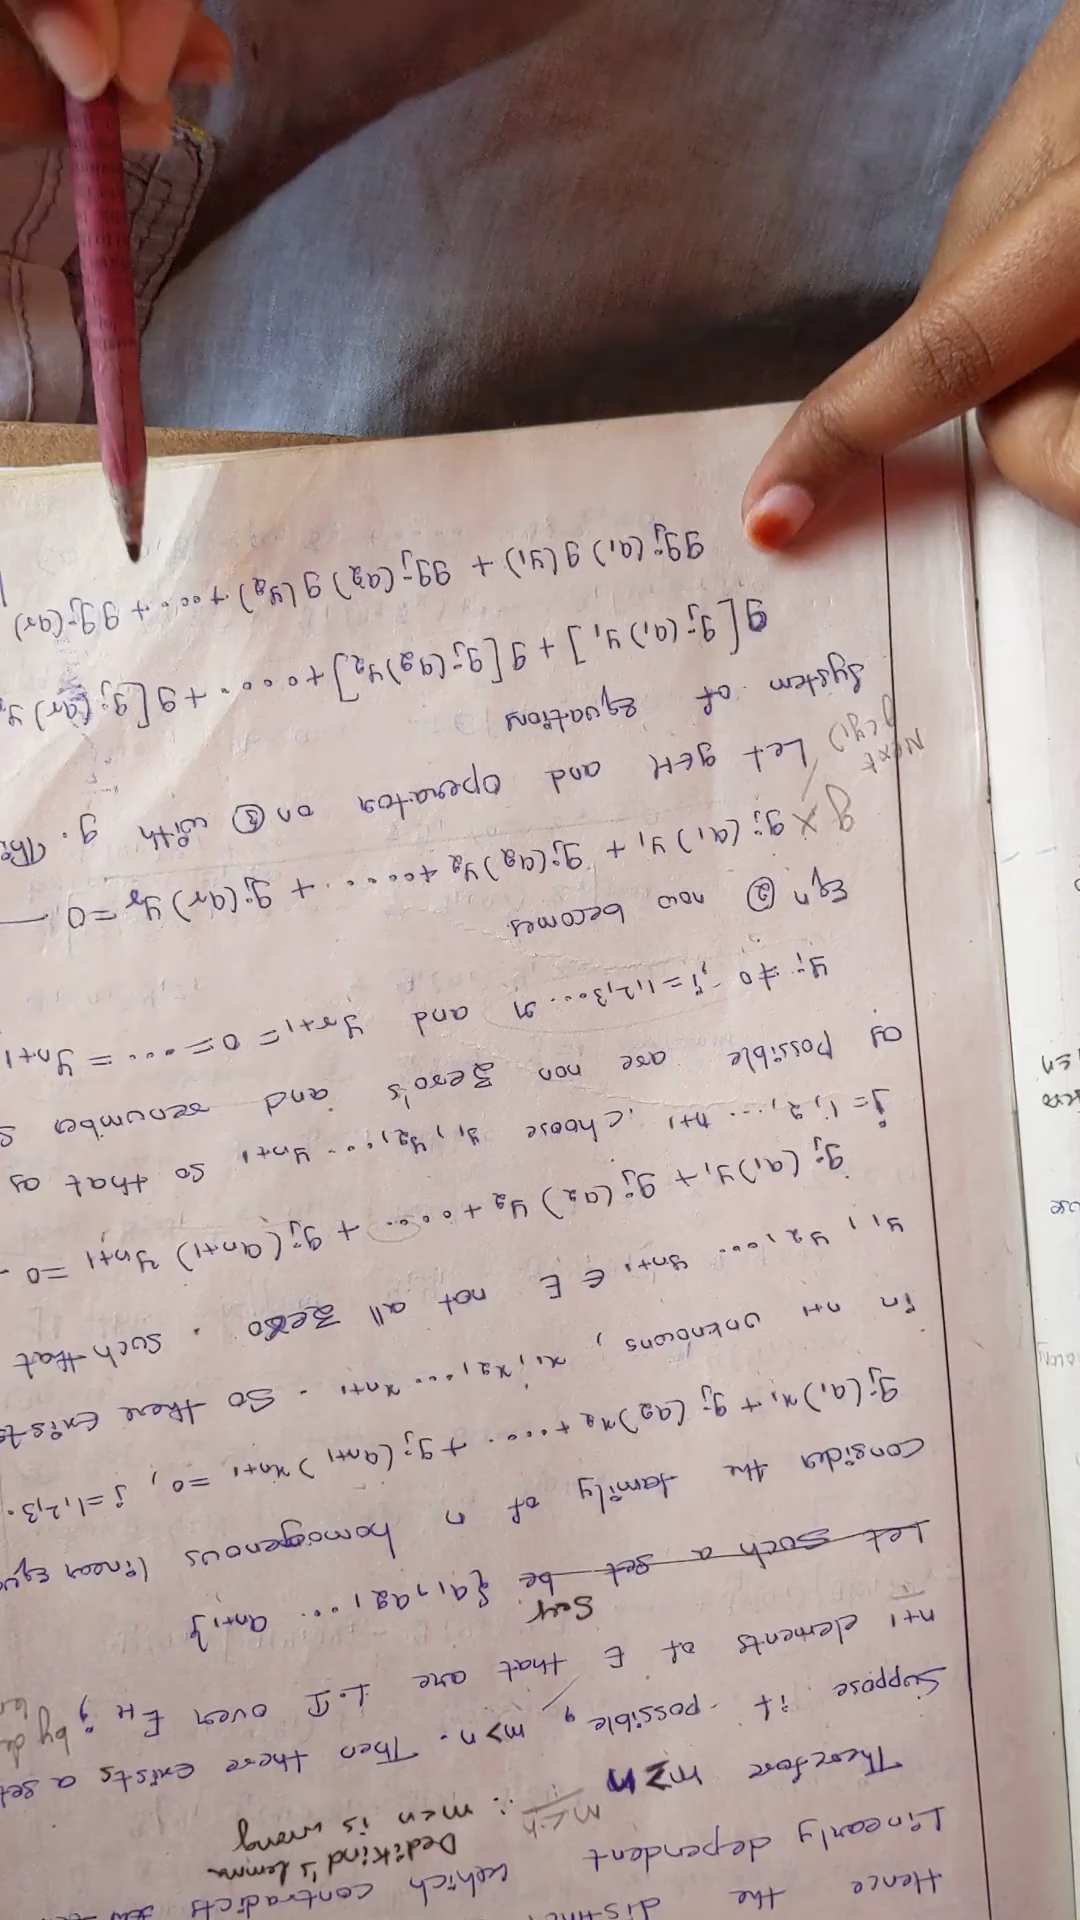 Hence the
Linearly dependent which contradicts
Dedikind's lemma
m<n ∴ m<n is wrong
Therefore m≥n
Suppose if possible, m>n. Then there exists a set
n+1 elements of E that are L.I over E_H ; by de
Let such a set be {a₁, a₂, ... aₙ₊₁}
Consider the family of n homogenous linear Equ
gⱼ(a₁)x₁ + gⱼ(a₂)x₂ + .... + gⱼ(aₙ₊₁)xₙ₊₁ = 0, j=1,2,3.
in n+1 unknowns, x₁, x₂, ... xₙ₊₁. So there exists
y₁, y₂, ... yₙ₊₁ ∈ E not all zero. such that
gⱼ(a₁)y₁ + gⱼ(a₂)y₂ + .... + gⱼ(aₙ₊₁)yₙ₊₁ = 0
j=1,2, ... n+1. choose y₁, y₂, ... yₙ₊₁ so that as
as possible are non zero's and renumber s
yᵢ ≠ 0 i=1,2,3... r and yᵣ₊₁ = 0 = .... = yₙ₊₁
Eqn ② now becomes
g × gⱼ(a₁)y₁ + gⱼ(a₂)y₂ + ..... + gⱼ(aᵣ)yᵣ = 0
Next g(y₁) Let g∈H and operator on ③ with g. Thi
System of Equations
g[gⱼ(a₁)y₁] + g[gⱼ(a₂)y₂] + .... + g[gⱼ(aᵣ)y
ggⱼ(a₁)g(y₁) + ggⱼ(a₂)g(y₂) + .... + ggⱼ(aᵣ)